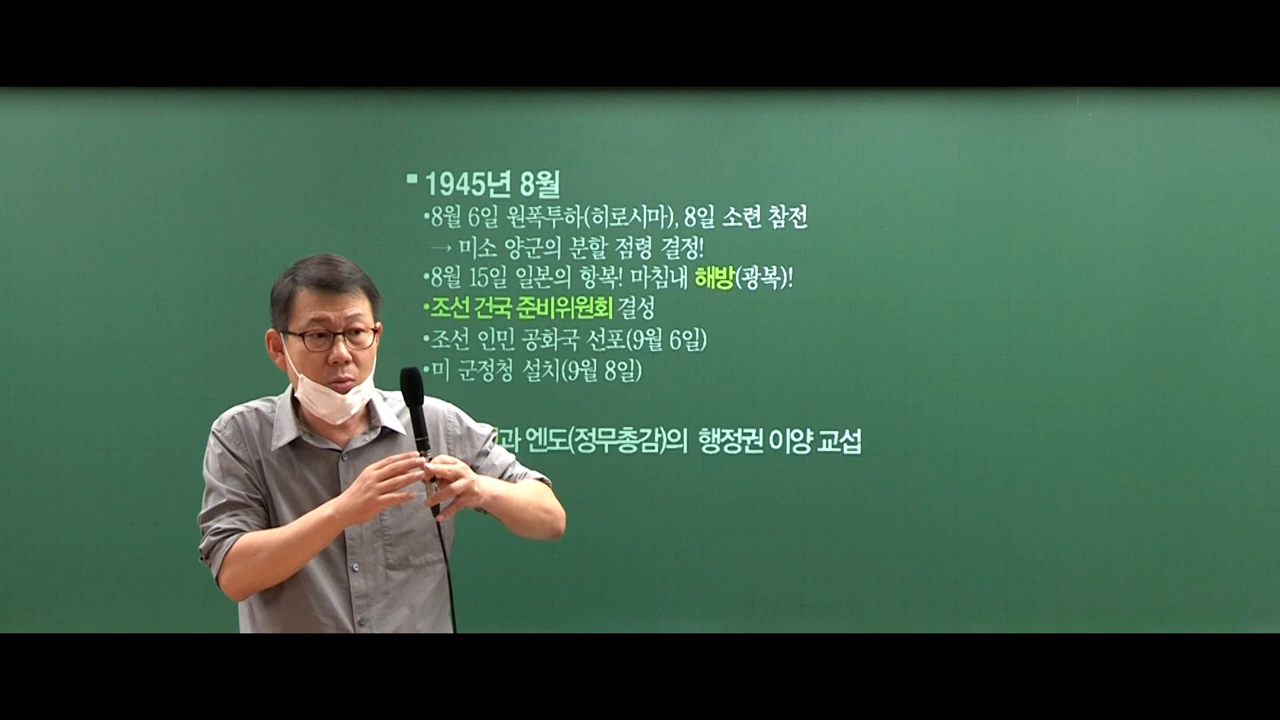 1945년 8월
•8월 6일 원폭투하(히로시마), 8일 소련 참전
→ 미소 양군의 분할 점령 결정!
•8월 15일 일본의 항복! 마침내 해방(광복)!
•조선 건국 준비위원회 결성
•조선 인민 공화국 선포(9월 6일)
•미 군정청 설치(9월 8일)
과 엔도(정무총감)의 행정권 이양 교섭